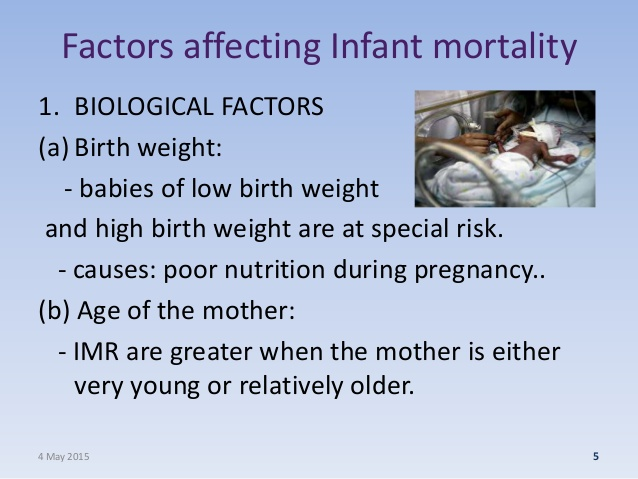 Factors affecting Infant mortality
1. BIOLOGICAL FACTORS
(a) Birth weight:
- babies of low birth weight
and high birth weight are at special risk.
- causes: poor nutrition during pregnancy..
(b) Age of the mother:
- IMR are greater when the mother is either
very young or relatively older.
4 May 2015
5